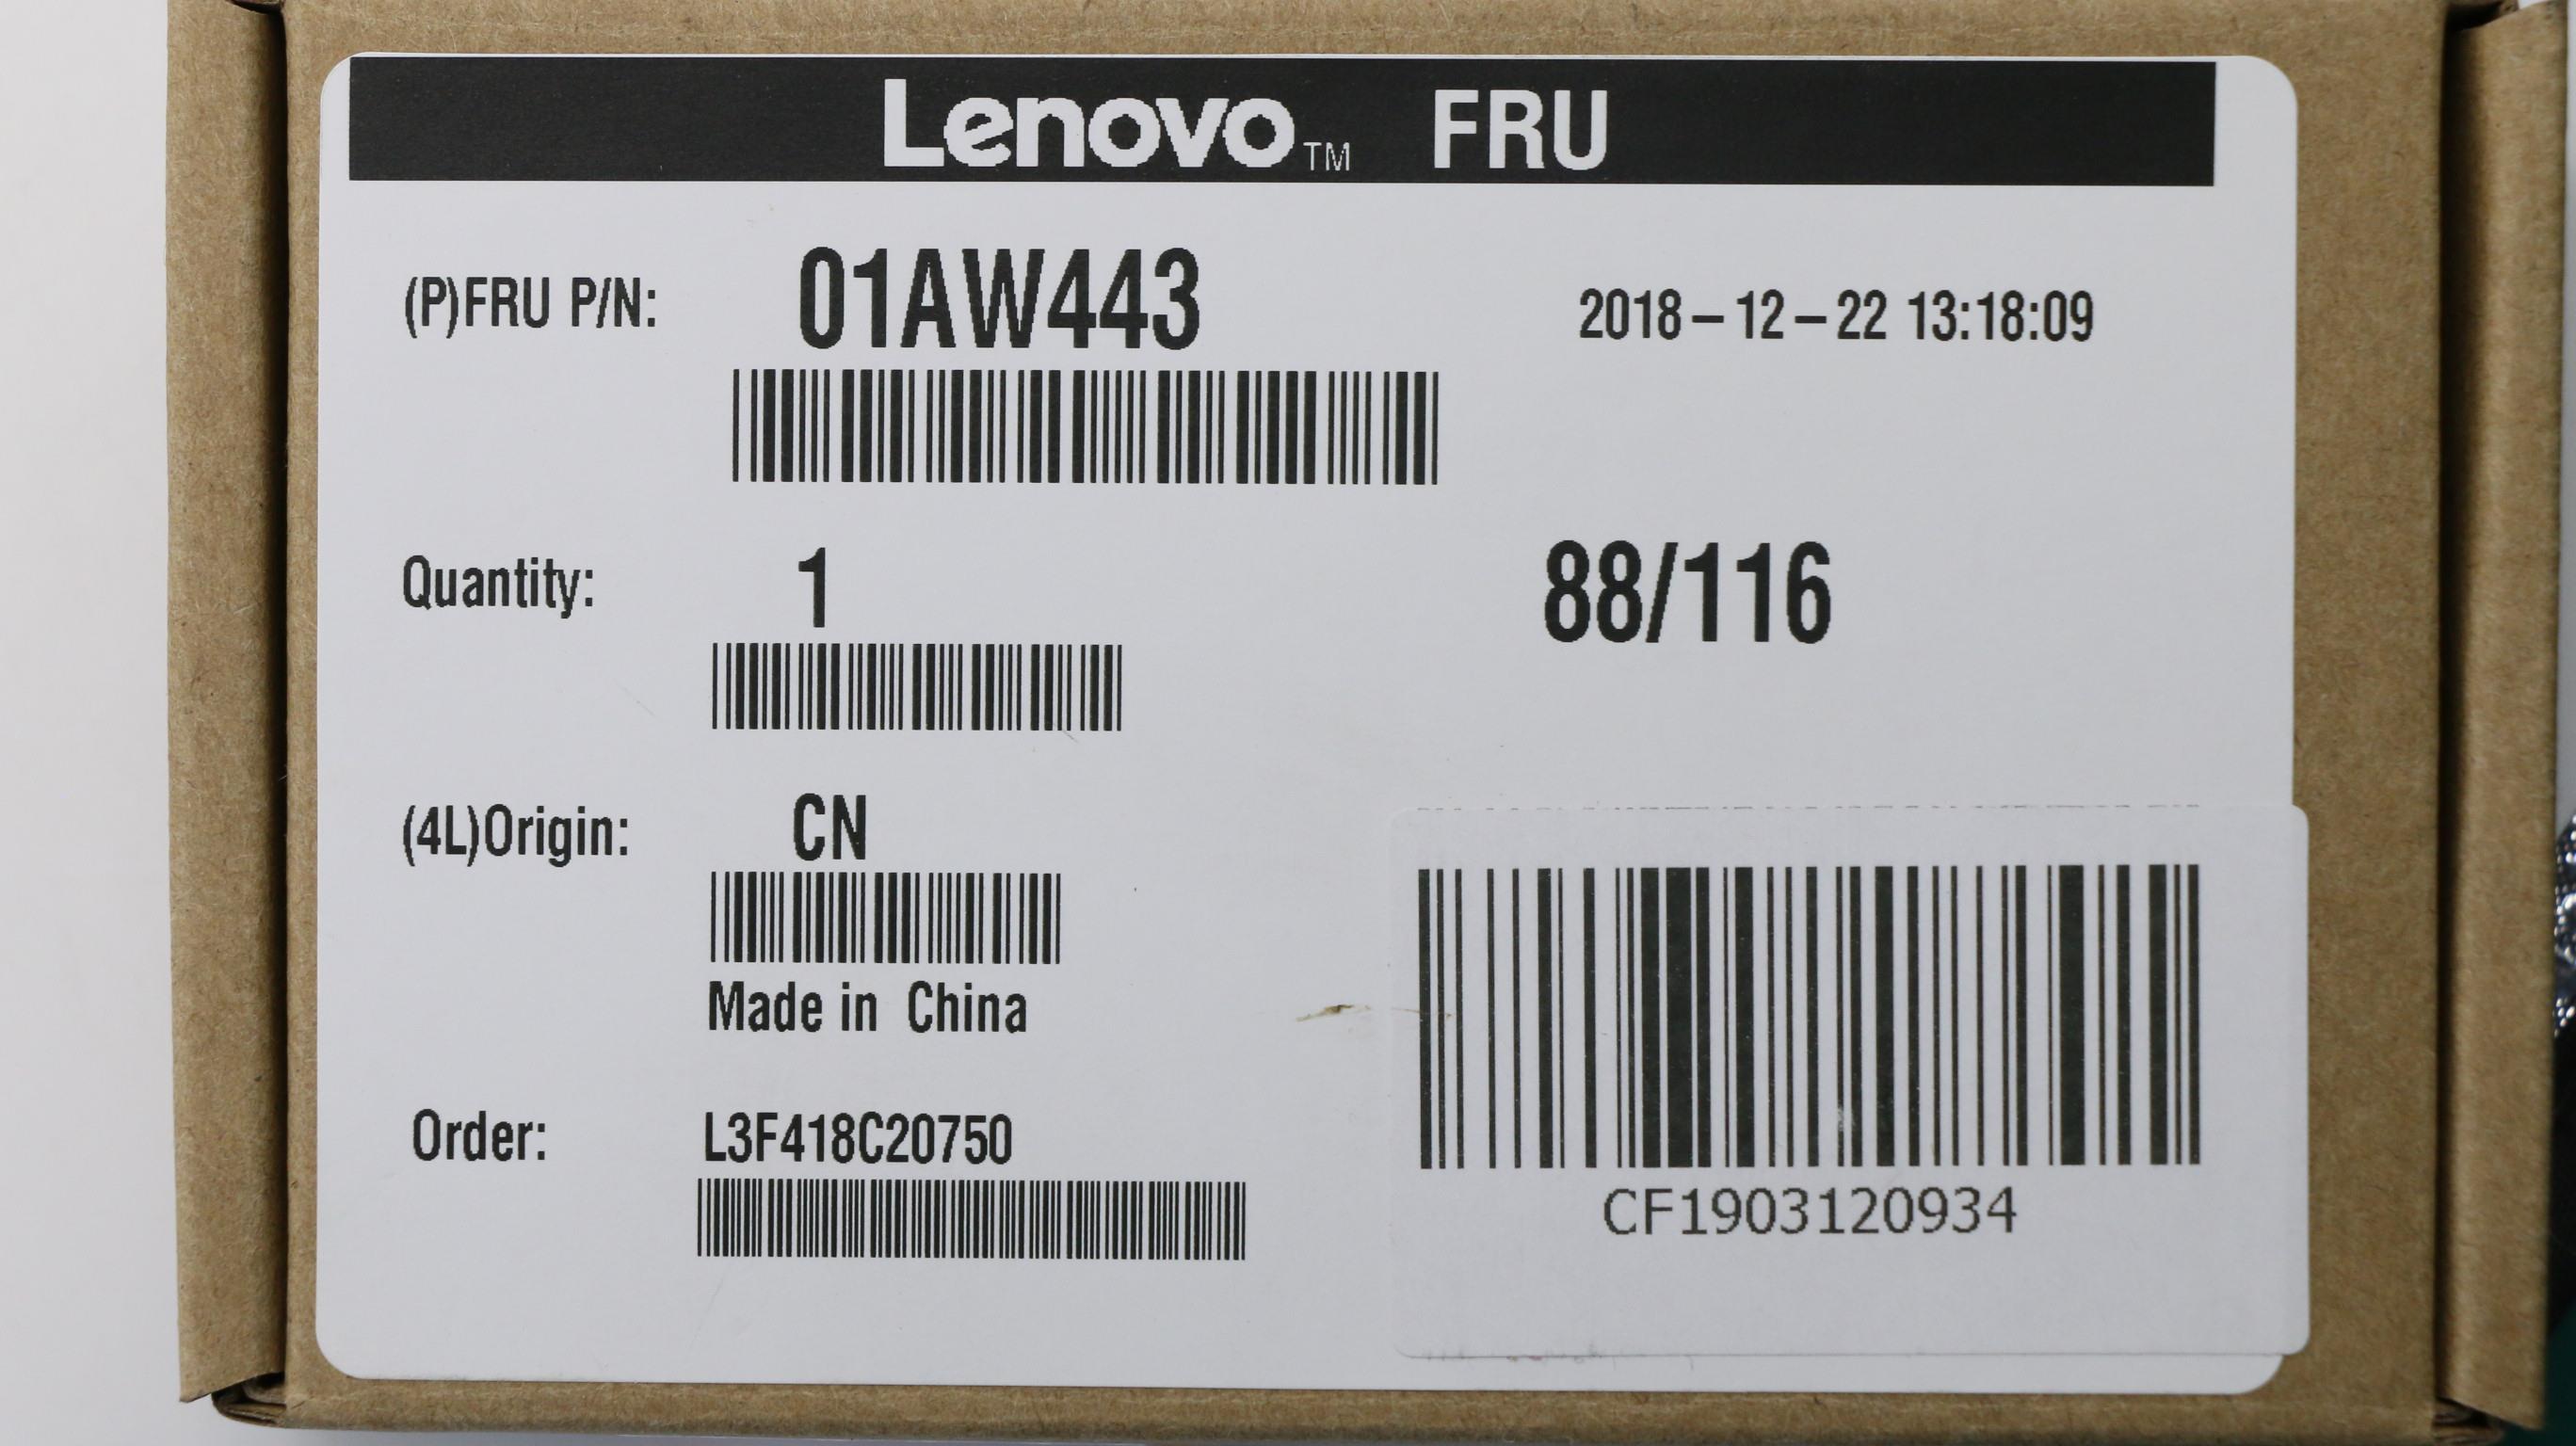 Lenovo™ FRU
(P)FRU P/N: 01AW443 2018-12-22 13:18:09
Quantity: 1 88/116
(4L)Origin: CN
Made in China
Order: L3F418C20750
CF1903120934